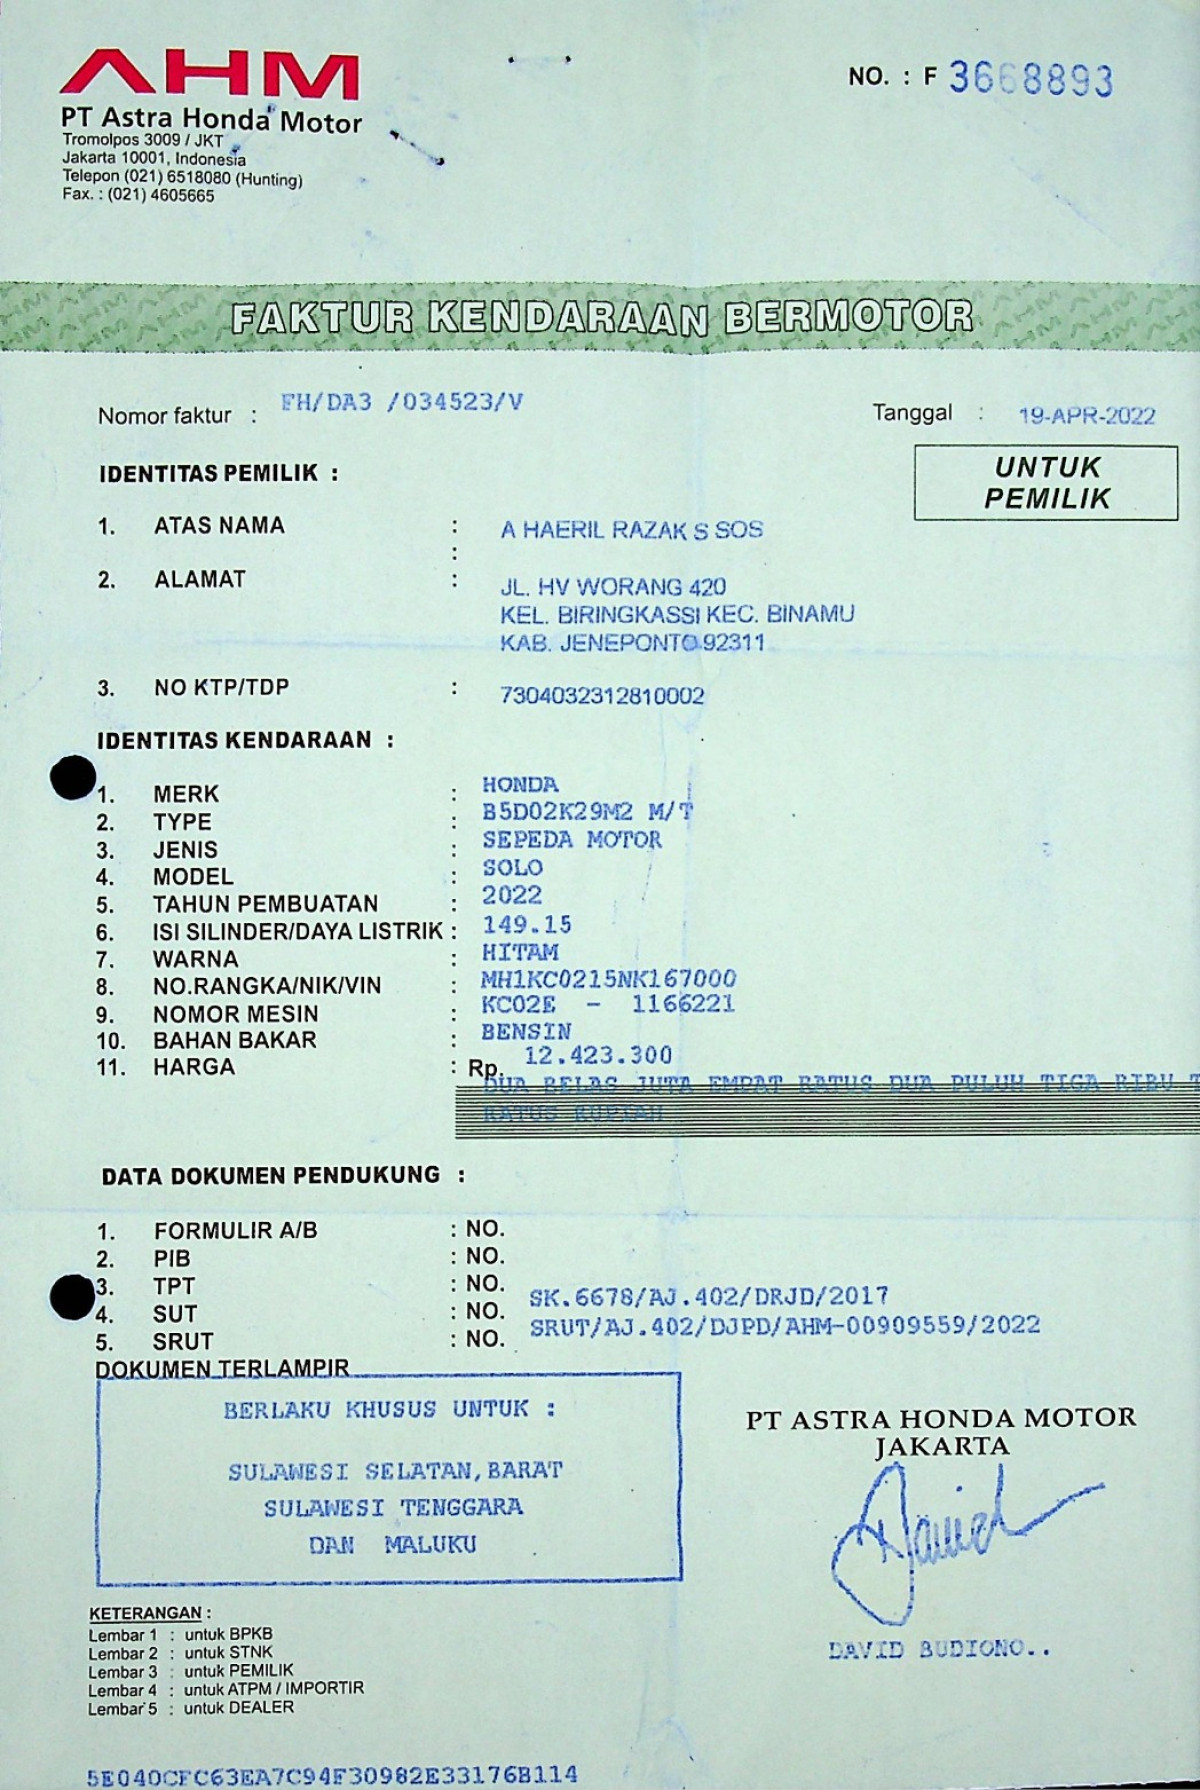 AHM
PT Astra Honda Motor
Tromolpos 3009 / JKT
Jakarta 10001, Indonesia
Telepon (021) 6518080 (Hunting)
Fax. : (021) 4605665
NO. : F 3668893
FAKTUR KENDARAAN BERMOTOR
Nomor faktur : FH/DA3 /034523/V
Tanggal : 19-APR-2022
UNTUK
PEMILIK
IDENTITAS PEMILIK :
1. ATAS NAMA : A HAERIL RAZAK S SOS
:
2. ALAMAT : JL. HV WORANG 420
KEL. BIRINGKASSI KEC. BINAMU
KAB. JENEPONTO 92311
3. NO KTP/TDP : 7304032312810002
IDENTITAS KENDARAAN :
1. MERK : HONDA
2. TYPE : B5D02K29M2 M/T
3. JENIS : SEPEDA MOTOR
4. MODEL : SOLO
5. TAHUN PEMBUATAN : 2022
6. ISI SILINDER/DAYA LISTRIK : 149.15
7. WARNA : HITAM
8. NO.RANGKA/NIK/VIN : MH1KC0215NK167000
9. NOMOR MESIN : KC02E - 1166221
10. BAHAN BAKAR : BENSIN
11. HARGA : Rp. 12.423.300
DUA BELAS JUTA EMPAT RATUS DUA PULUH TIGA RIBU T
RATUS RUPIAH
DATA DOKUMEN PENDUKUNG :
1. FORMULIR A/B : NO.
2. PIB : NO.
3. TPT : NO.
4. SUT : NO. SK.6678/AJ.402/DRJD/2017
5. SRUT : NO. SRUT/AJ.402/DJPD/AHM-00909559/2022
DOKUMEN TERLAMPIR
BERLAKU KHUSUS UNTUK :
SULAWESI SELATAN,BARAT
SULAWESI TENGGARA
DAN MALUKU
PT ASTRA HONDA MOTOR
JAKARTA
David
DAVID BUDIONO..
KETERANGAN :
Lembar 1 : untuk BPKB
Lembar 2 : untuk STNK
Lembar 3 : untuk PEMILIK
Lembar 4 : untuk ATPM / IMPORTIR
Lembar 5 : untuk DEALER
5E040CFC63EA7C94F30982E33176B114